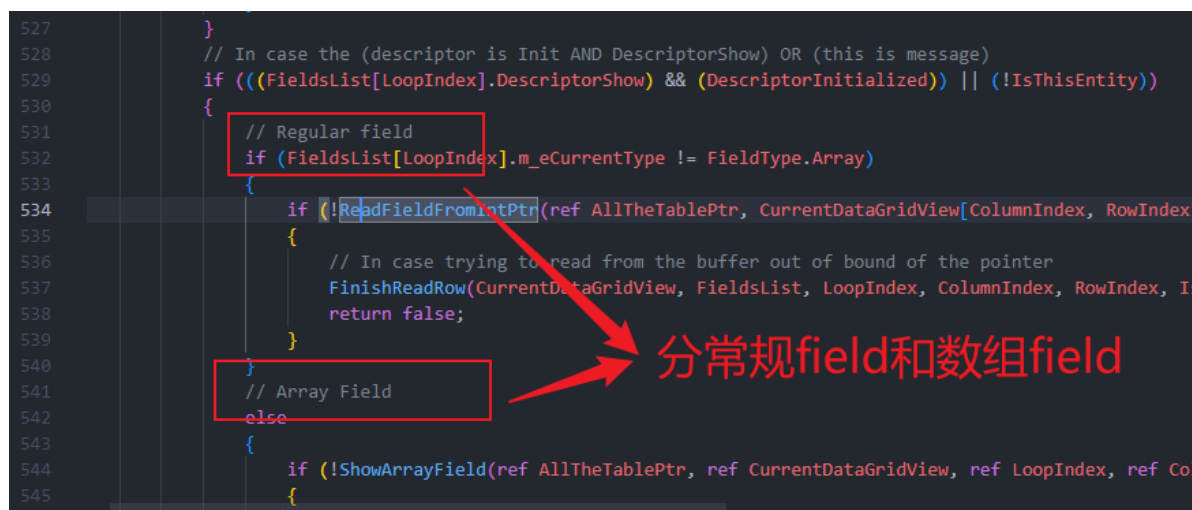 527 }
528 // In case the (descriptor is Init AND DescriptorShow) OR (this is message)
529 if (((FieldsList[LoopIndex].DescriptorShow) && (DescriptorInitialized)) || (!IsThisEntity))
530 {
531 // Regular field
532 if (FieldsList[LoopIndex].m_eCurrentType != FieldType.Array)
533 {
534 if (!ReadFieldFromIntPtr(ref AllTheTablePtr, CurrentDataGridView[ColumnIndex, RowIndex
535 {
536 // In case trying to read from the buffer out of bound of the pointer
537 FinishReadRow(CurrentDataGridView, FieldsList, LoopIndex, ColumnIndex, RowIndex, I
538 return false;
539 }
分常规field和数组field
540 }
541 // Array Field
542 else
543 {
544 if (!ShowArrayField(ref AllTheTablePtr, ref CurrentDataGridView, ref LoopIndex, ref Co
545 {